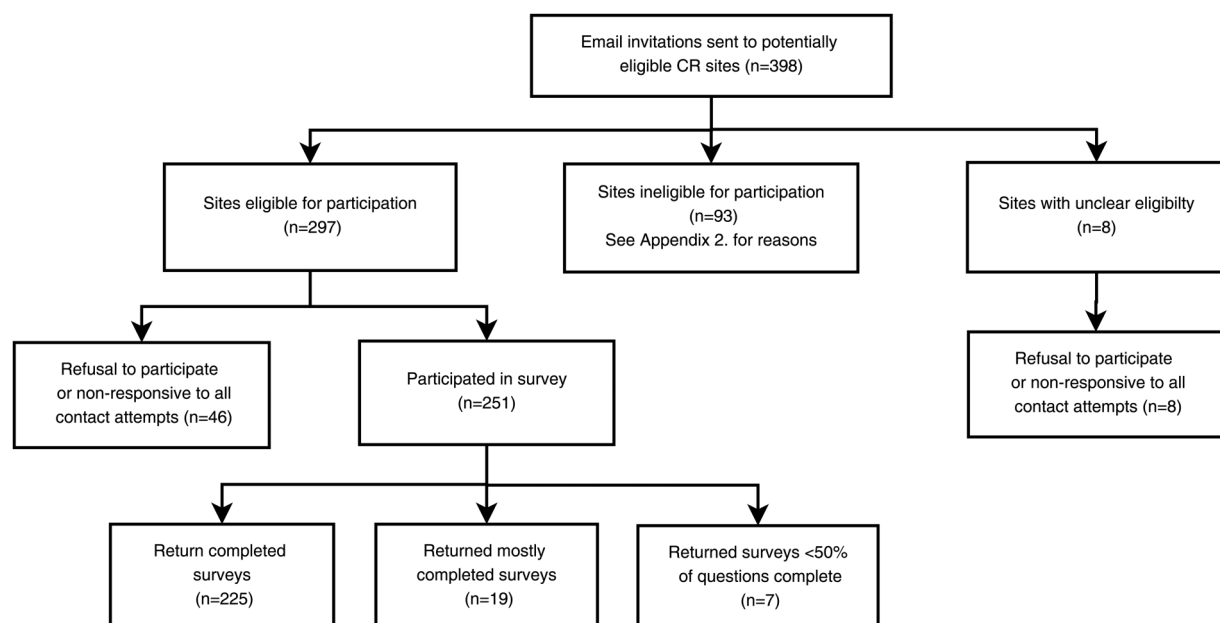 Email invitations sent to potentially
eligible CR sites (n=398)
Sites eligible for participation
(n=297)
Sites ineligible for participation
(n=93)
See Appendix 2. for reasons
Sites with unclear eligibilty
(n=8)
Refusal to participate
or non-responsive to all
contact attempts (n=46)
Participated in survey
(n=251)
Refusal to participate
or non-responsive to all
contact attempts (n=8)
Return completed
surveys
(n=225)
Returned mostly
completed surveys
(n=19)
Returned surveys <50%
of questions complete
(n=7)